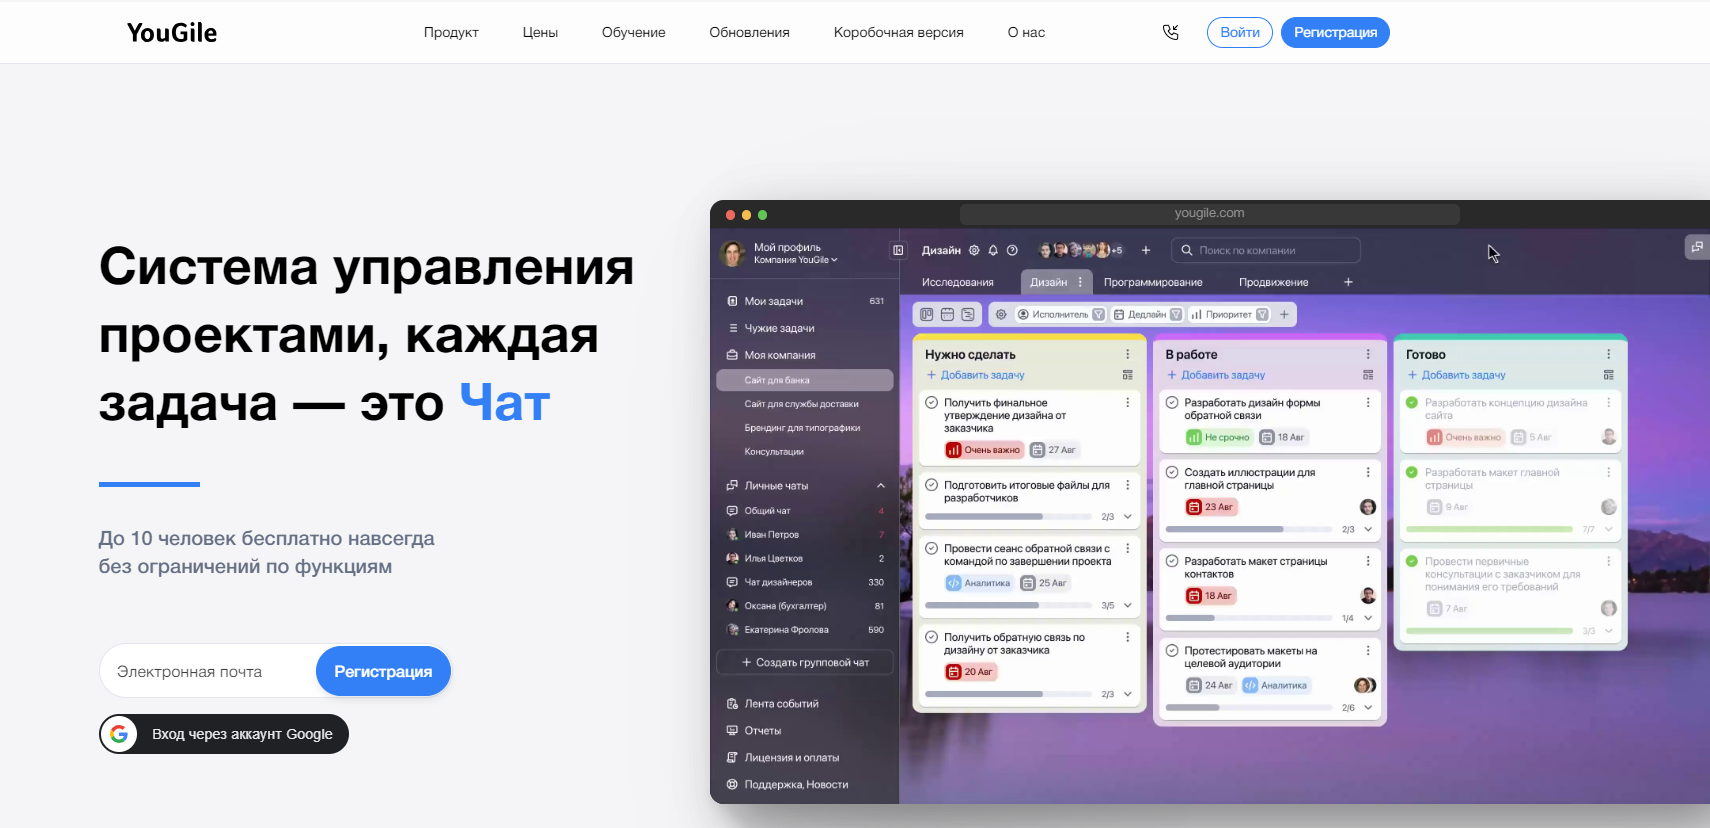 YouGile
Продукт
Цены
Обучение
Обновления
Коробочная версия
О нас
Войти
Регистрация
Система управления
проектами, каждая
задача — это Чат
До 10 человек бесплатно навсегда
без ограничений по функциям
Электронная почта
Регистрация
Вход через аккаунт Google
yougile.com
Мой профиль
Компания YouGile
Мои задачи 631
Чужие задачи
Моя компания
Сайт для банка
Сайт для службы доставки
Брендинг для типографики
Консультации
Личные чаты
Общий чат 4
Иван Петров 7
Илья Цветков 2
Чат дизайнеров 330
Оксана (бухгалтер) 81
Екатерина Фролова 590
+ Создать групповой чат
Лента событий
Отчеты
Лицензия и оплаты
Поддержка, Новости
Дизайн
+5
+
Поиск по компании
Исследования
Дизайн
Программирование
Продвижение
+
Исполнитель
Дедлайн
Приоритет
+
Нужно сделать
+ Добавить задачу
Получить финальное
утверждение дизайна от
заказчика
Очень важно
27 Авг
Подготовить итоговые файлы для
разработчиков
2/3
Провести сеанс обратной связи с
командой по завершении проекта
Аналитика
25 Авг
3/5
Получить обратную связь по
дизайну от заказчика
20 Авг
2/3
В работе
+ Добавить задачу
Разработать дизайн формы
обратной связи
Не срочно
18 Авг
Создать иллюстрации для
главной страницы
23 Авг
2/3
Разработать макет страницы
контактов
18 Авг
1/4
Протестировать макеты на
целевой аудитории
24 Авг
Аналитика
2/6
Готово
+ Добавить задачу
Разработать концепцию дизайна
сайта
Очень важно
5 Авг
Разработать макет главной
страницы
9 Авг
7/7
Провести первичные
консультации с заказчиком для
понимания его требований
7 Авг
3/3